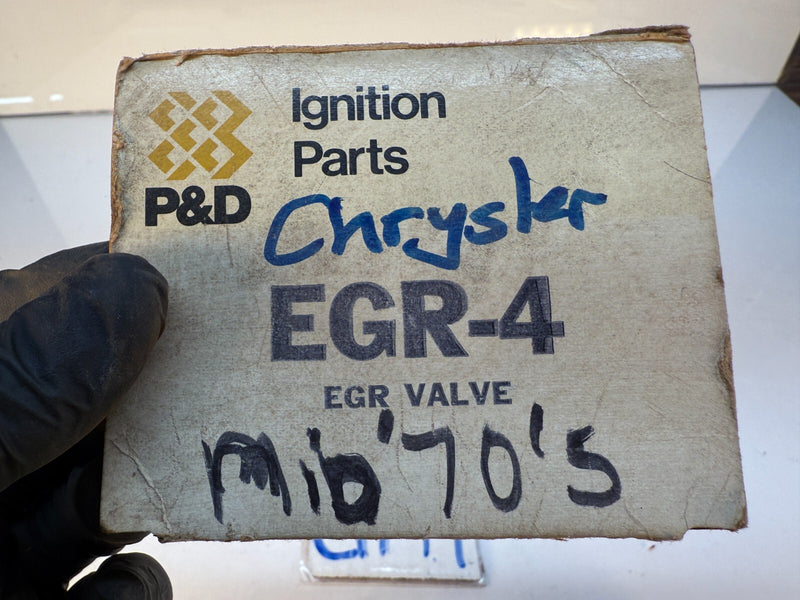 Ignition
Parts
P&D
Chrysler
EGR-4
EGR VALVE
Mid '70's